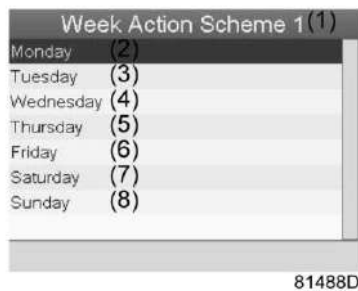 Week Action Scheme 1 (1)
Monday (2)
Tuesday (3)
Wednesday (4)
Thursday (5)
Friday (6)
Saturday (7)
Sunday (8)
81488D